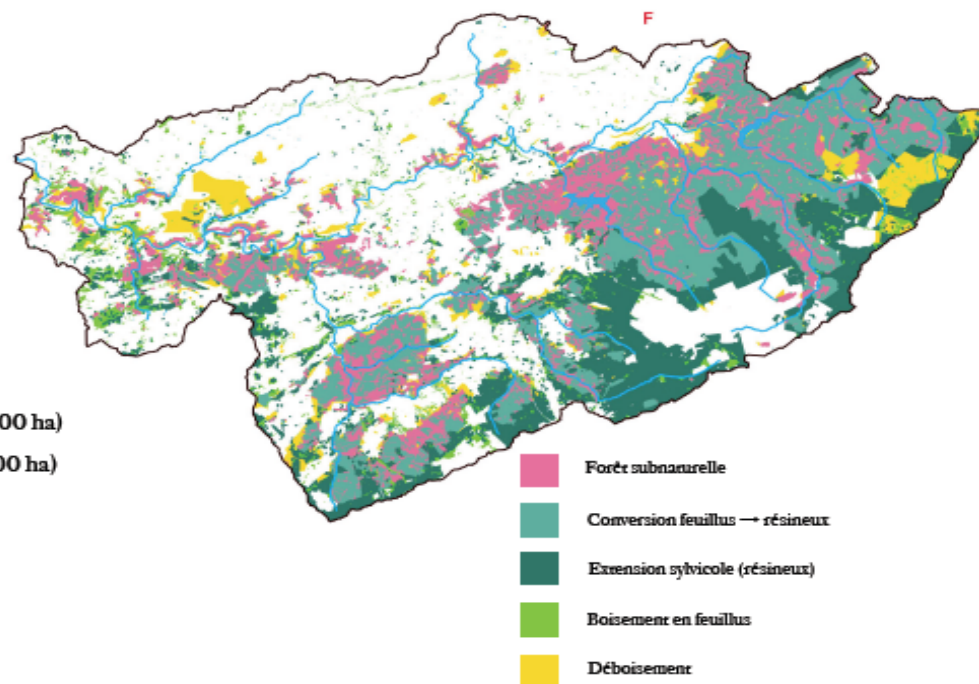 F
00 ha)
00 ha)
Forêt subnaturelle
Conversion feuillus → résineux
Extension sylvicole (résineux)
Boisement en feuillus
Déboisement